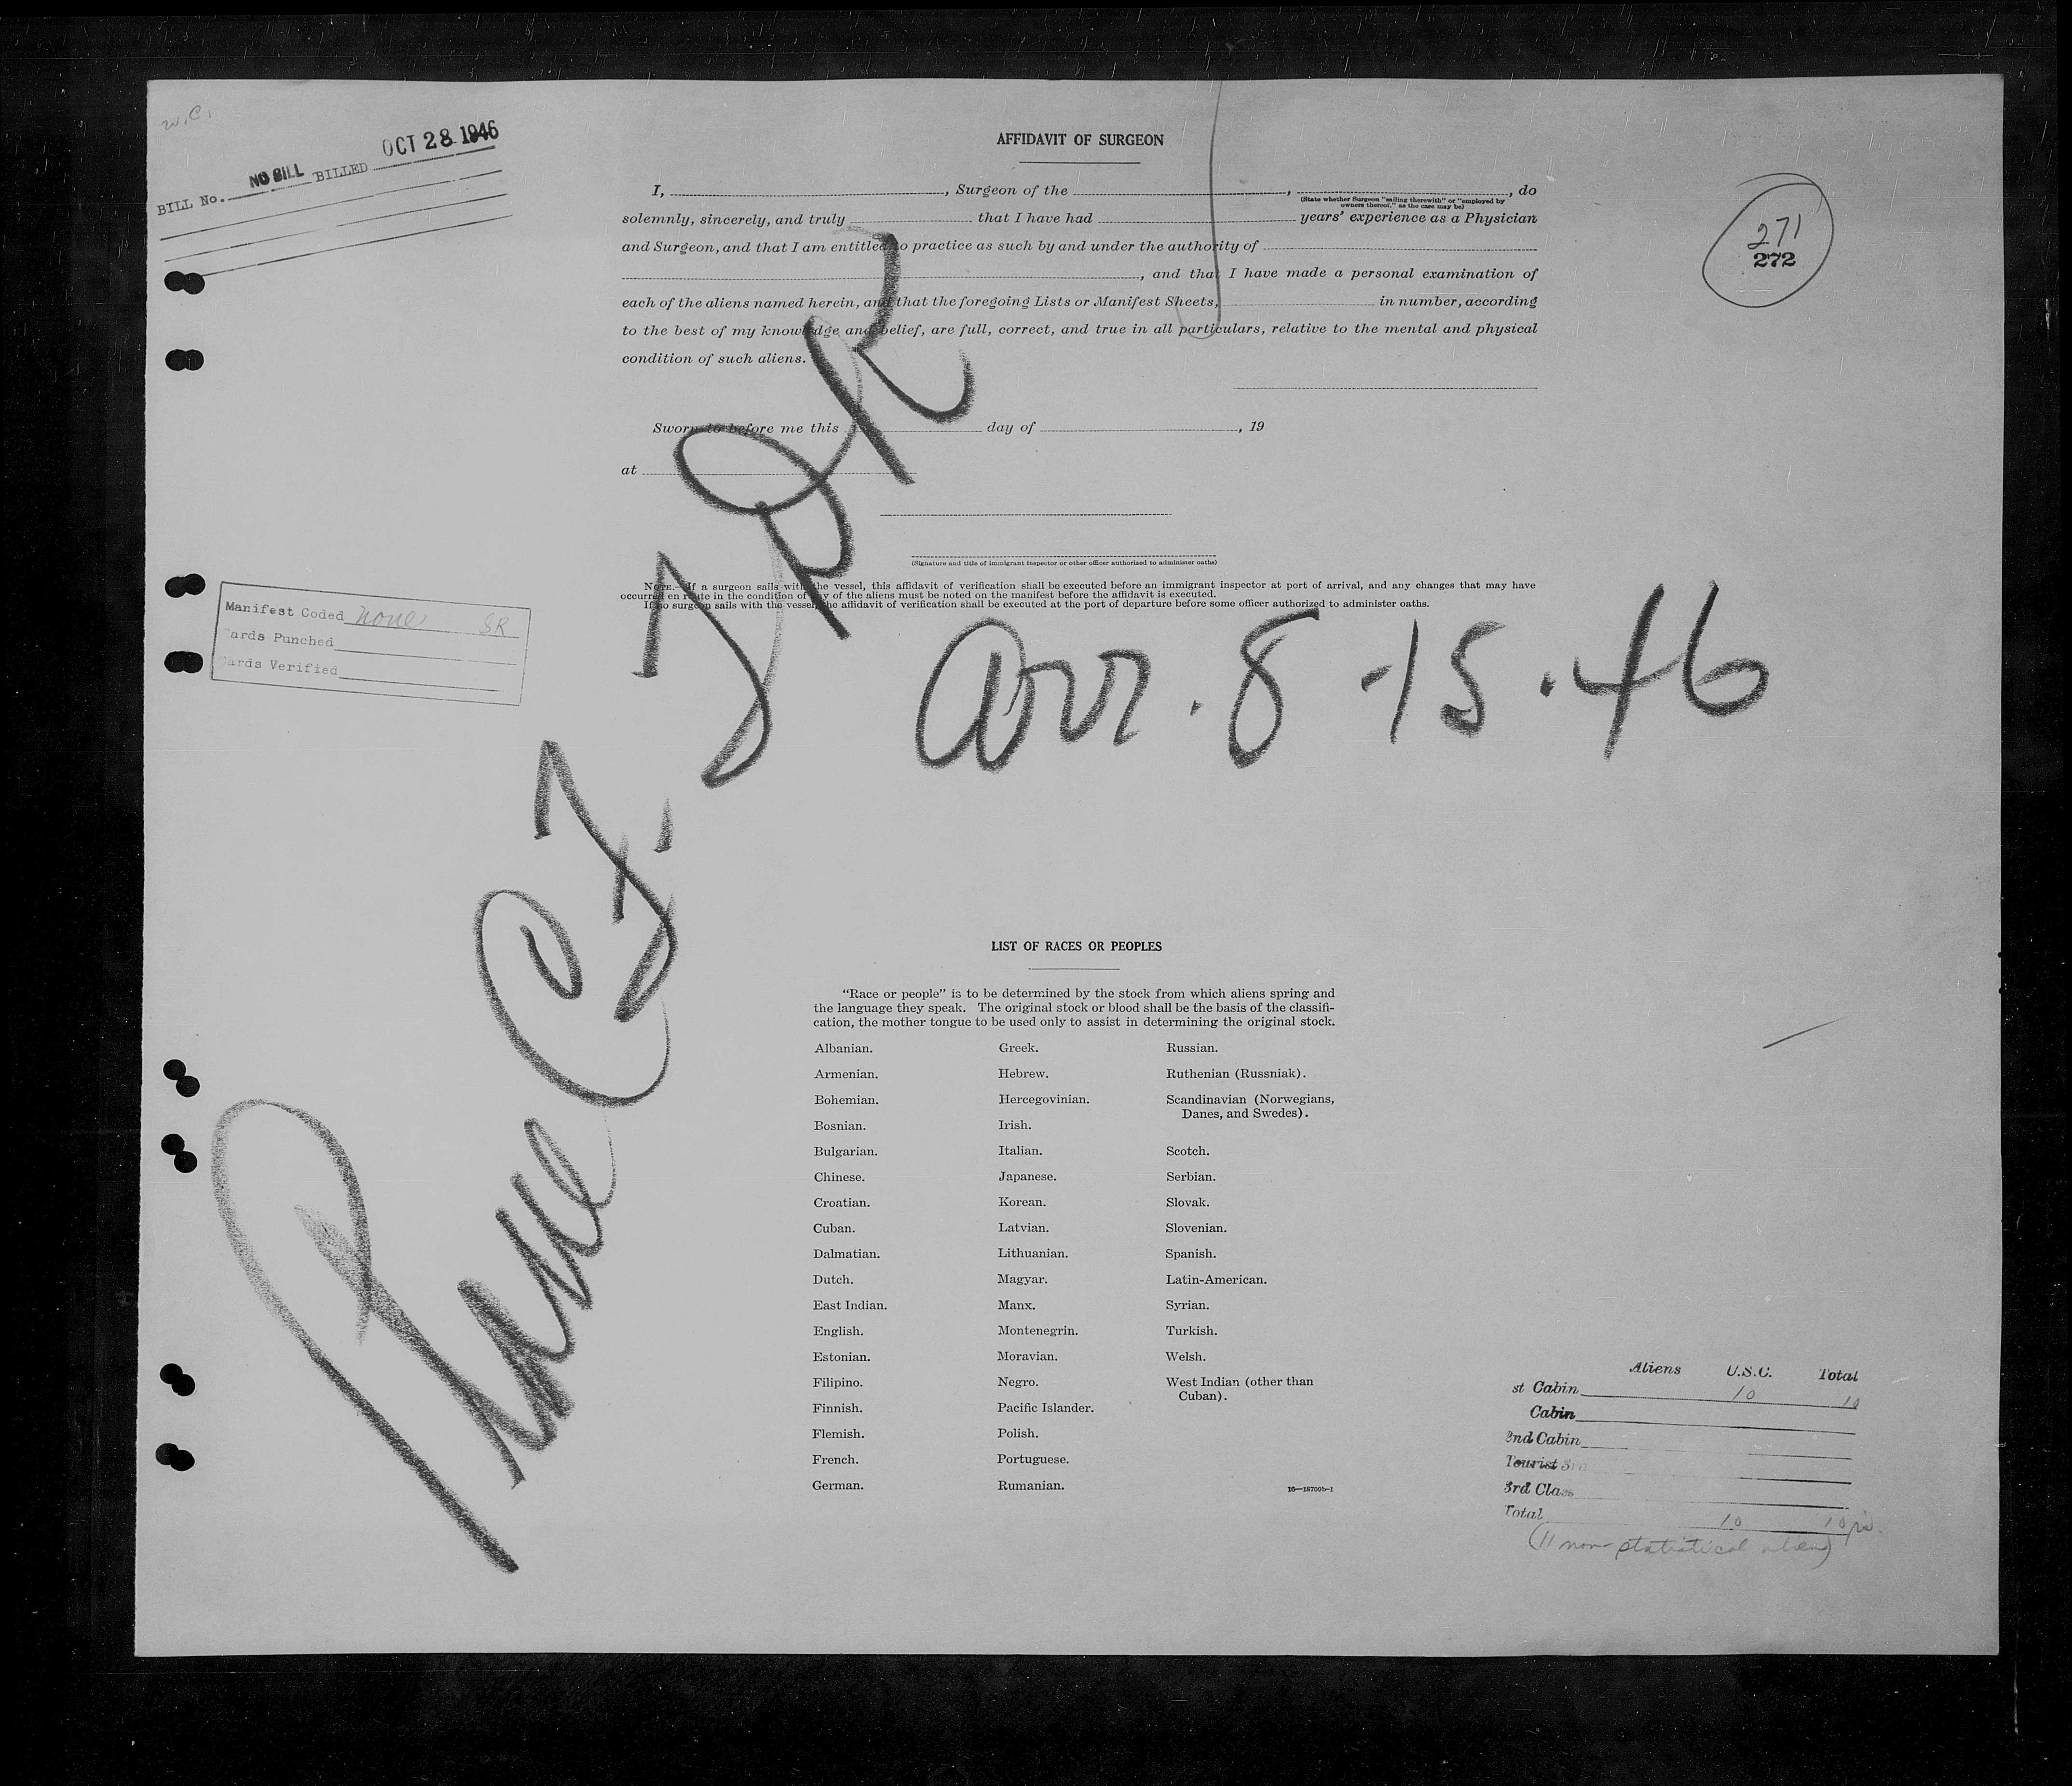 w.C.
BILL No. NO BILL BILLED OCT 28 1946
AFFIDAVIT OF SURGEON
I, , Surgeon of the , , do
(State whether Surgeon "sailing therewith" or "employed by
owners thereof," as the case may be)
solemnly, sincerely, and truly that I have had years' experience as a Physician
and Surgeon, and that I am entitled to practice as such by and under the authority of
, and that I have made a personal examination of
each of the aliens named herein, and that the foregoing Lists or Manifest Sheets, in number, according
to the best of my knowledge and belief, are full, correct, and true in all particulars, relative to the mental and physical
condition of such aliens.
271
272
Sworn to before me this day of , 19
at
(Signature and title of immigrant inspector or other officer authorized to administer oaths)
NOTE.—If a surgeon sails with the vessel, this affidavit of verification shall be executed before an immigrant inspector at port of arrival, and any changes that may have
occurred en route in the condition of any of the aliens must be noted on the manifest before the affidavit is executed.
If no surgeon sails with the vessel, the affidavit of verification shall be executed at the port of departure before some officer authorized to administer oaths.
Manifest Coded none SR
Cards Punched
Cards Verified
arr. 8-15-46
LIST OF RACES OR PEOPLES
"Race or people" is to be determined by the stock from which aliens spring and
the language they speak. The original stock or blood shall be the basis of the classifi-
cation, the mother tongue to be used only to assist in determining the original stock.
Albanian. Greek. Russian.
Armenian. Hebrew. Ruthenian (Russniak).
Bohemian. Hercegovinian. Scandinavian (Norwegians,
Danes, and Swedes).
Bosnian. Irish.
Bulgarian. Italian. Scotch.
Chinese. Japanese. Serbian.
Croatian. Korean. Slovak.
Cuban. Latvian. Slovenian.
Dalmatian. Lithuanian. Spanish.
Dutch. Magyar. Latin-American.
East Indian. Manx. Syrian.
English. Montenegrin. Turkish.
Estonian. Moravian. Welsh.
Filipino. Negro. West Indian (other than
Cuban).
Finnish. Pacific Islander.
Flemish. Polish.
French. Portuguese.
German. Rumanian. 16—18709b-1
Aliens U.S.C. Total
st Cabin 10 10
Cabin
2nd Cabin
Tourist 3rd
3rd Class
Total 10 10
(11 non-statistical aliens)